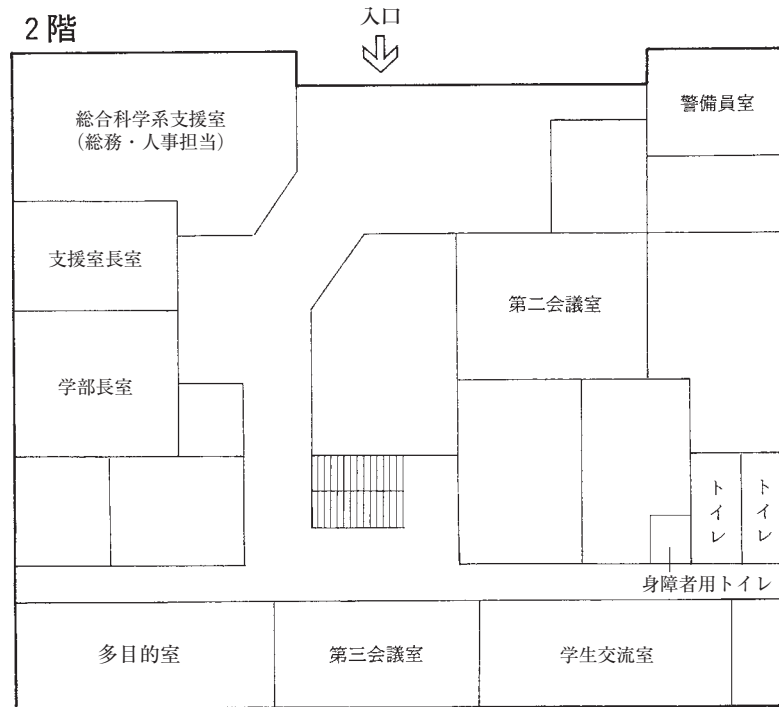 2階
入口
総合科学系支援室
(総務・人事担当)
警備員室
支援室長室
第二会議室
学部長室
トイレ
トイレ
身障者用トイレ
多目的室
第三会議室
学生交流室